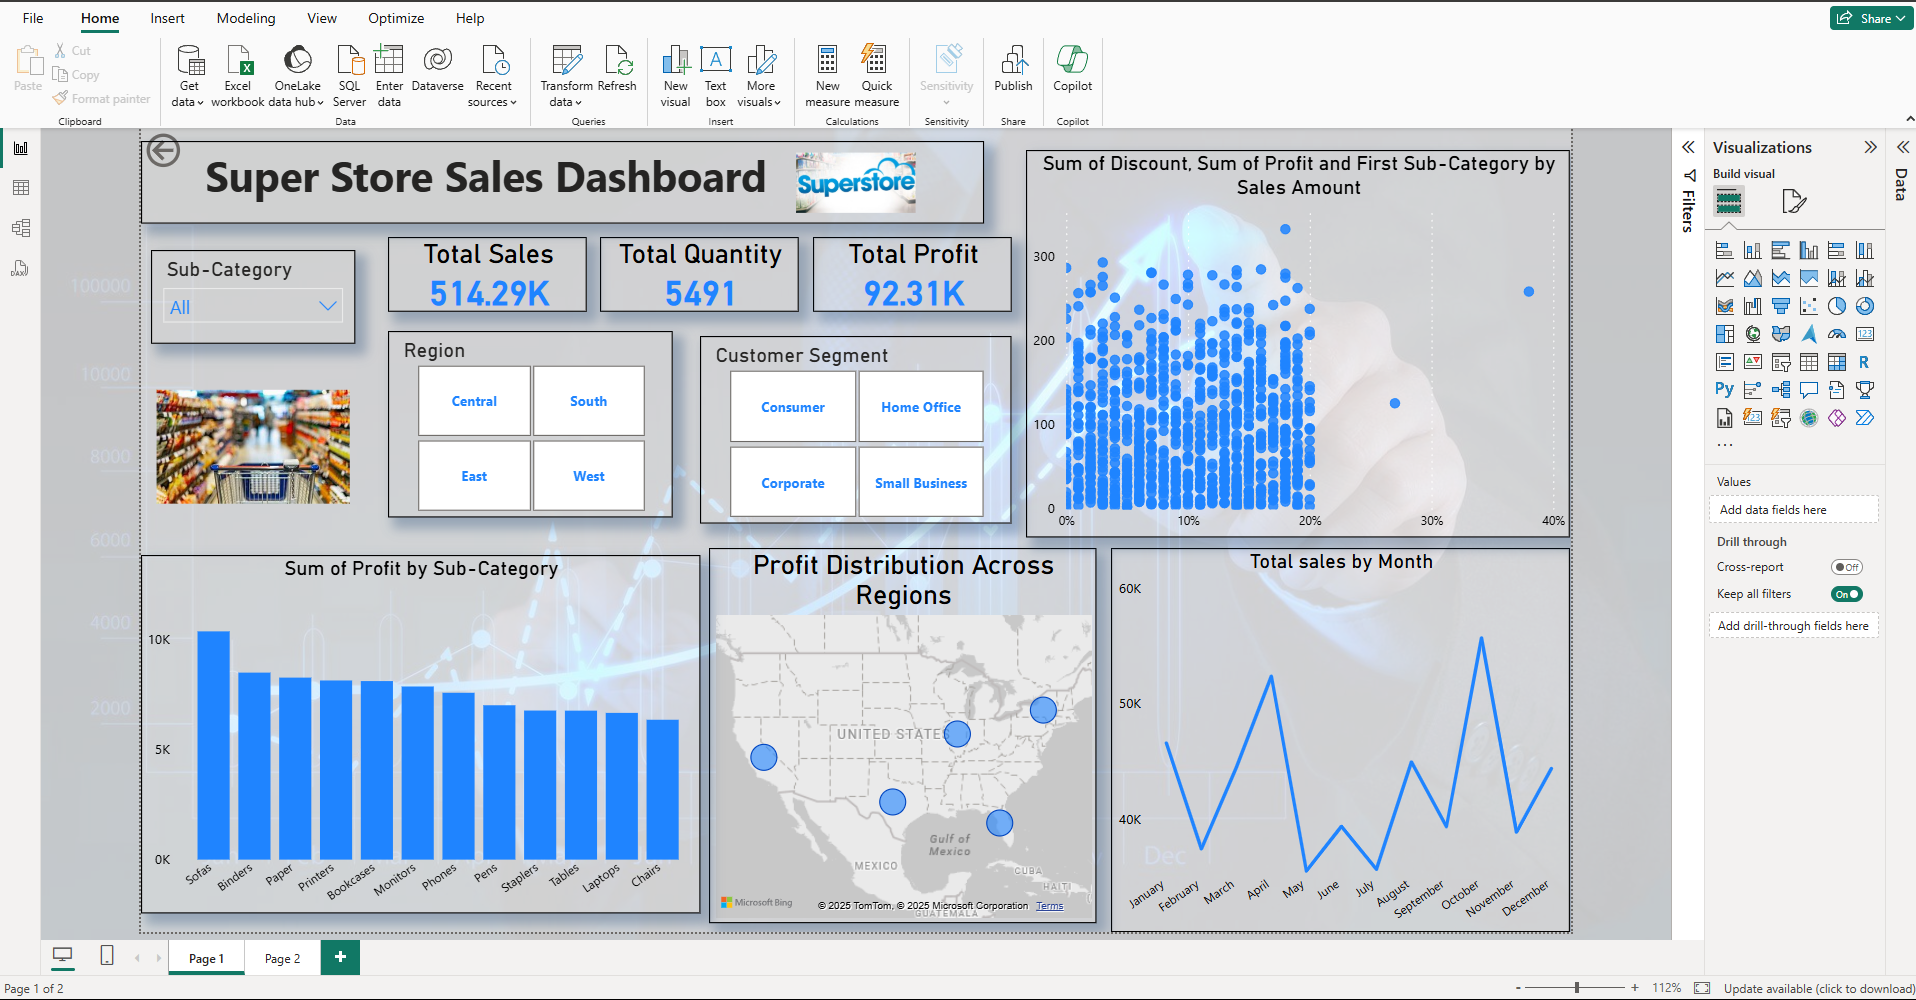 File Home Insert Modeling View Optimize Help
Share
Paste
Cut
Copy
Format painter
Clipboard
Get data
Excel workbook
OneLake data hub
SQL Server
Enter data
Dataverse
Recent sources
Data
Transform data
Refresh
Queries
New visual
Text box
More visuals
Insert
New measure
Quick measure
Calculations
Sensitivity
Sensitivity
Publish
Share
Copilot
Copilot
Super Store Sales Dashboard
Superstore
Sub-Category
All
Total Sales
514.29K
Total Quantity
5491
Total Profit
92.31K
Region
Central
South
East
West
Customer Segment
Consumer
Home Office
Corporate
Small Business
Sum of Discount, Sum of Profit and First Sub-Category by
Sales Amount
300
200
100
0
0% 10% 20% 30% 40%
100000
10000
8000
6000
4000
2000
Sum of Profit by Sub-Category
10K
5K
0K
Sofas Binders Paper Printers Bookcases Monitors Phones Pens Staplers Tables Laptops Chairs
Profit Distribution Across
Regions
UNITED STATES
Gulf of
Mexico
MEXICO
CUBA
HAITI
GUATEMALA
Microsoft Bing
© 2025 TomTom, © 2025 Microsoft Corporation Terms
Total sales by Month
60K
50K
40K
Dec
January February March April May June July August September October November December
Filters
Visualizations
Build visual
123
R
Py
123
...
Values
Add data fields here
Drill through
Cross-report
Off
Keep all filters
On
Add drill-through fields here
Data
Page 1
Page 2
+
Page 1 of 2
- + 112%
Update available (click to download)